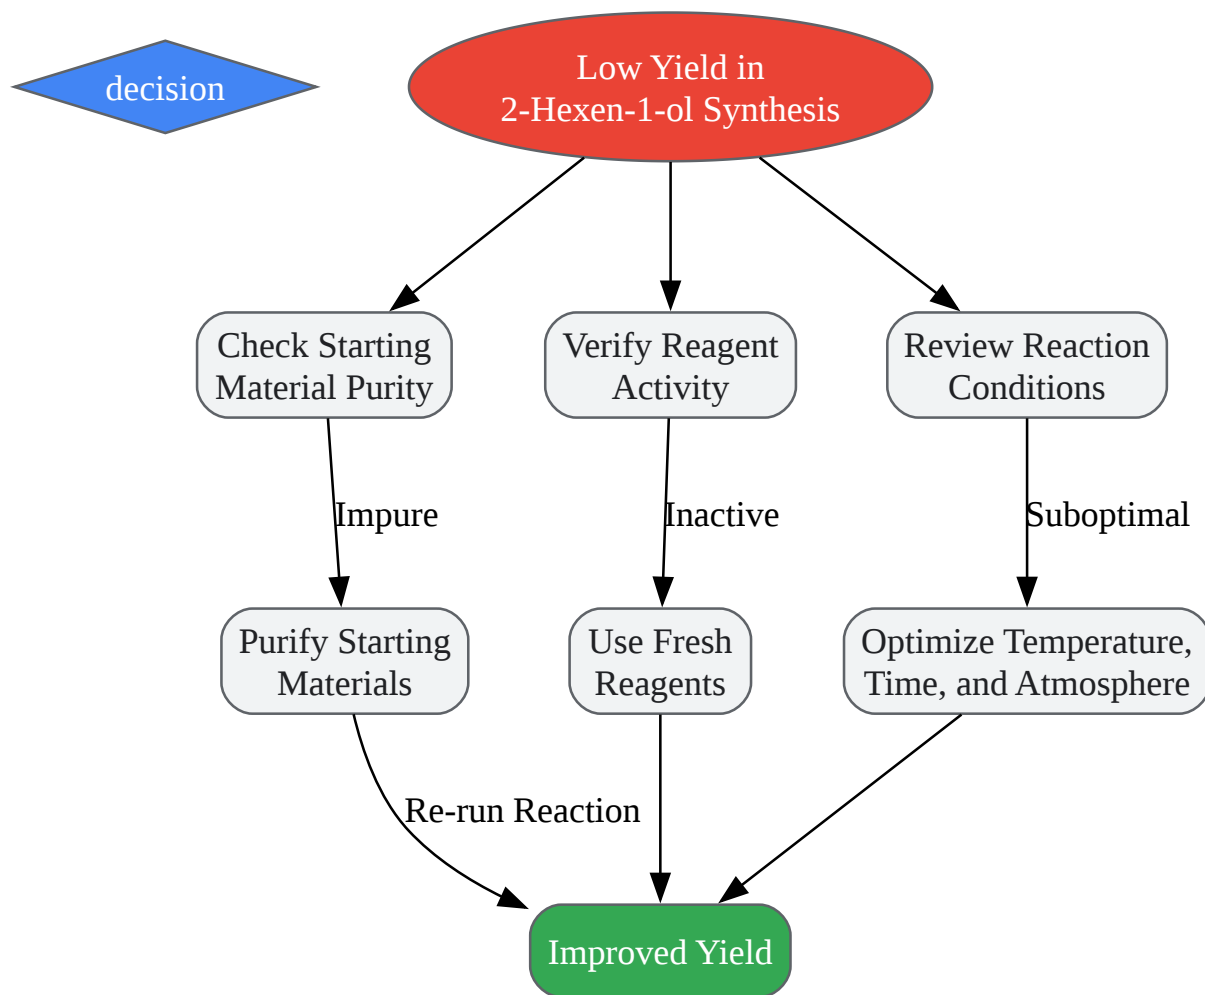 decision
Low Yield in
2-Hexen-1-ol Synthesis
Check Starting
Material Purity
Verify Reagent
Activity
Review Reaction
Conditions
Impure
Inactive
Suboptimal
Purify Starting
Materials
Use Fresh
Reagents
Optimize Temperature,
Time, and Atmosphere
Re-run Reaction
Improved Yield